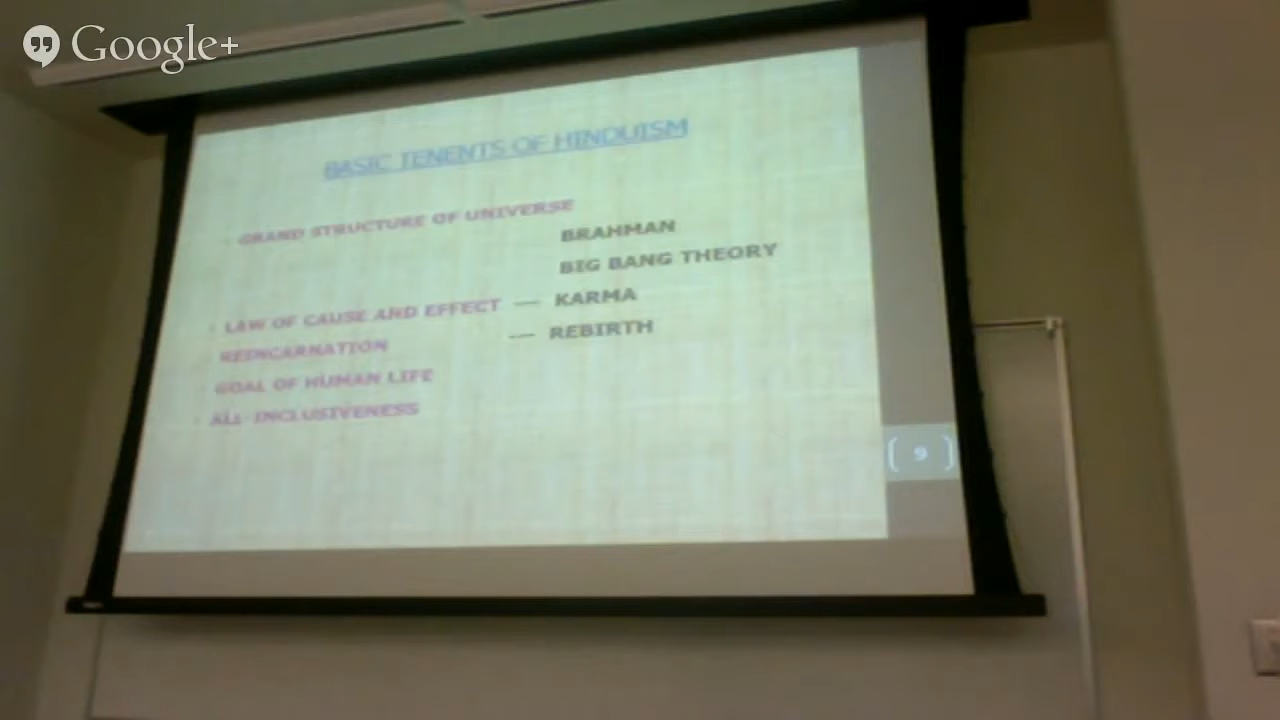 Google+
BASIC TENENTS OF HINDUISM
GRAND STRUCTURE OF UNIVERSE
BRAHMAN
BIG BANG THEORY
LAW OF CAUSE AND EFFECT --- KARMA
REINCARNATION --- REBIRTH
GOAL OF HUMAN LIFE
ALL INCLUSIVENESS
( 9 )